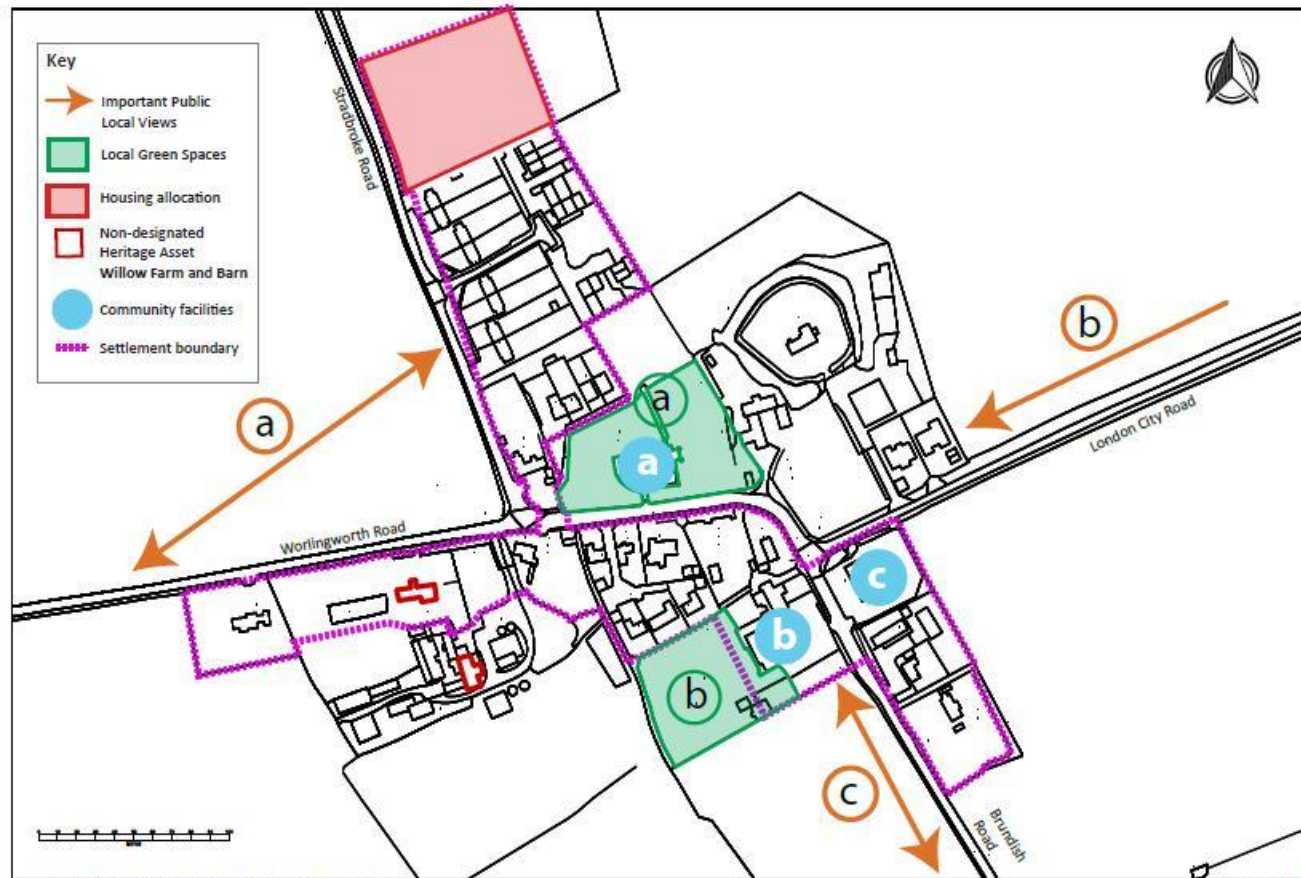 Key
Important Public
Local Views
Local Green Spaces
Housing allocation
Non-designated
Heritage Asset
Willow Farm and Barn
Community facilities
Settlement boundary
Stradbroke Road
b
London City Road
a
a
a
Worlingworth Road
c
b
b
c
Brundish
Road